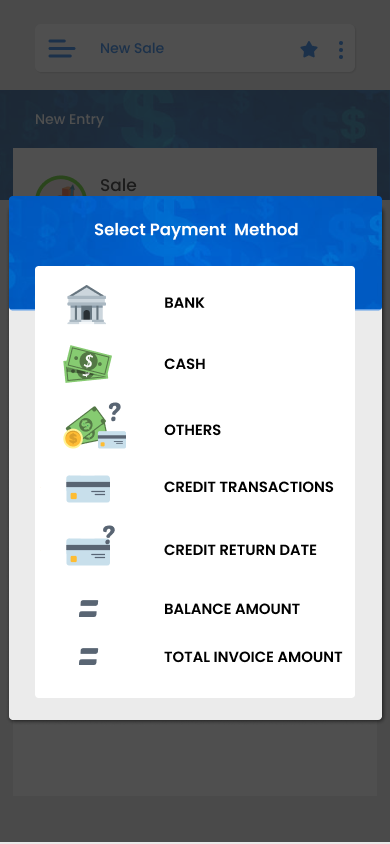 New Sale
New Entry
Sale
Select Payment Method
BANK
CASH
OTHERS
CREDIT TRANSACTIONS
CREDIT RETURN DATE
BALANCE AMOUNT
TOTAL INVOICE AMOUNT